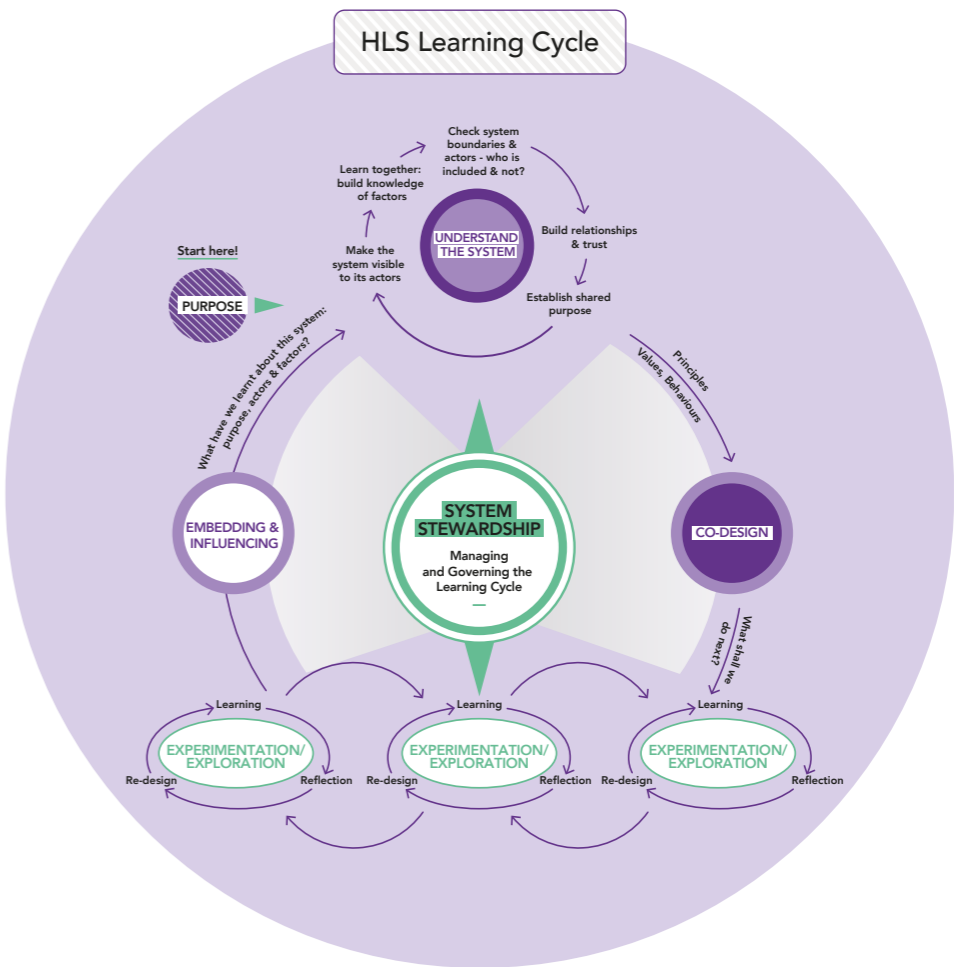 HLS Learning Cycle
Check system
boundaries &
actors - who is
included & not?
Learn together:
build knowledge
of factors
UNDERSTAND
THE SYSTEM
Build relationships
& trust
Start here!
Make the
system visible
to its actors
Establish shared
purpose
PURPOSE
What have we learnt about this system:
purpose, actors & factors?
Principles
Values, Behaviours
EMBEDDING &
INFLUENCING
SYSTEM
STEWARDSHIP
Managing
and Governing the
Learning Cycle
CO-DESIGN
What shall we
do next?
Learning
EXPERIMENTATION/
EXPLORATION
Re-design
Reflection
Learning
EXPERIMENTATION/
EXPLORATION
Re-design
Reflection
Learning
EXPERIMENTATION/
EXPLORATION
Re-design
Reflection